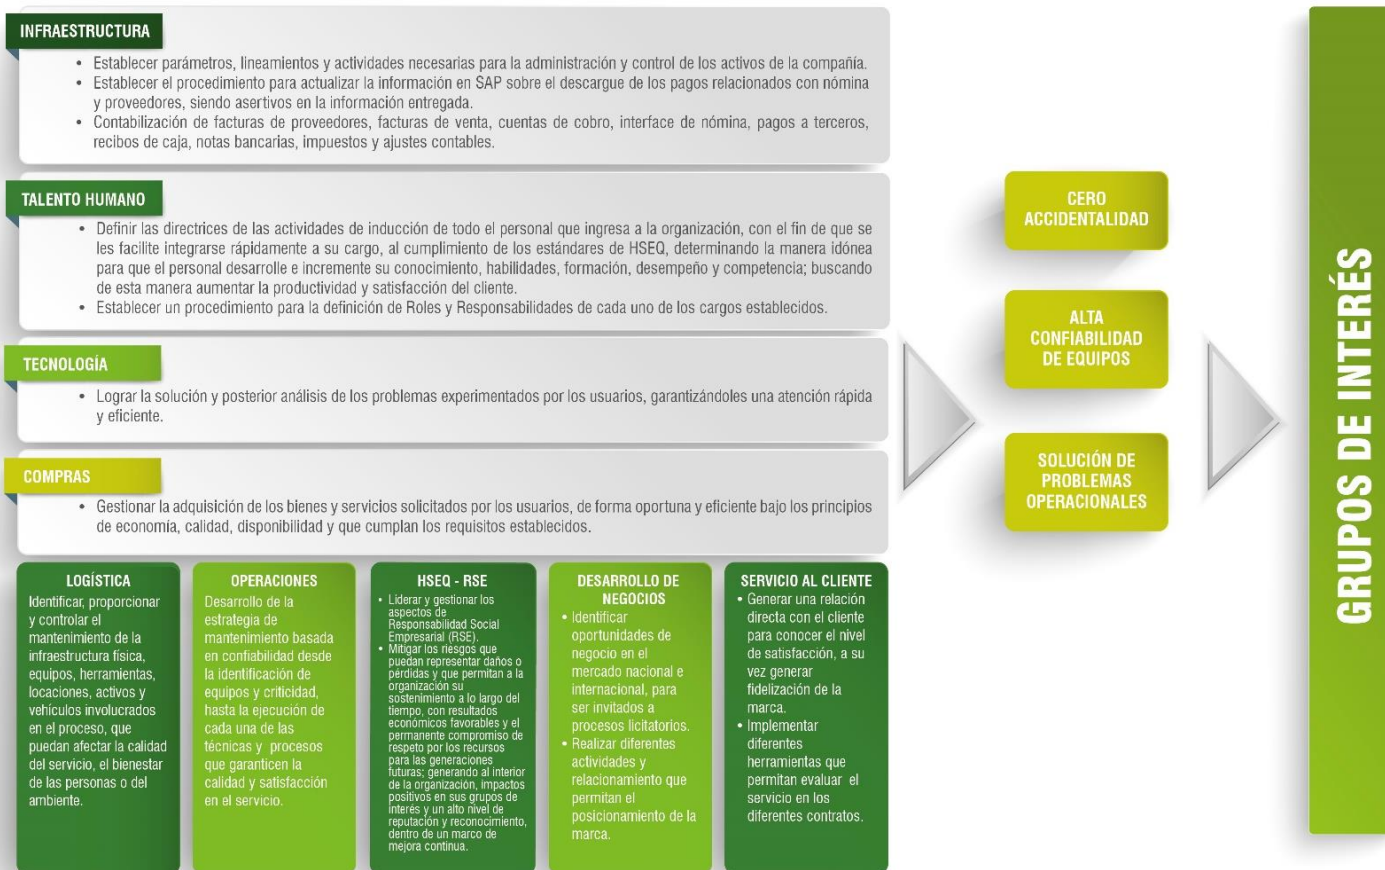 INFRAESTRUCTURA
• Establecer parámetros, lineamientos y actividades necesarias para la administración y control de los activos de la compañía.
• Establecer el procedimiento para actualizar la información en SAP sobre el descargue de los pagos relacionados con nómina
y proveedores, siendo asertivos en la información entregada.
• Contabilización de facturas de proveedores, facturas de venta, cuentas de cobro, interface de nómina, pagos a terceros,
recibos de caja, notas bancarias, impuestos y ajustes contables.
TALENTO HUMANO
• Definir las directrices de las actividades de inducción de todo el personal que ingresa a la organización, con el fin de que se
les facilite integrarse rápidamente a su cargo, al cumplimiento de los estándares de HSEQ, determinando la manera idónea
para que el personal desarrolle e incremente su conocimiento, habilidades, formación, desempeño y competencia; buscando
de esta manera aumentar la productividad y satisfacción del cliente.
• Establecer un procedimiento para la definición de Roles y Responsabilidades de cada uno de los cargos establecidos.
TECNOLOGÍA
• Lograr la solución y posterior análisis de los problemas experimentados por los usuarios, garantizándoles una atención rápida
y eficiente.
COMPRAS
• Gestionar la adquisición de los bienes y servicios solicitados por los usuarios, de forma oportuna y eficiente bajo los principios
de economía, calidad, disponibilidad y que cumplan los requisitos establecidos.
LOGÍSTICA
Identificar, proporcionar
y controlar el
mantenimiento de la
infraestructura física,
equipos, herramientas,
locaciones, activos y
vehículos involucrados
en el proceso, que
puedan afectar la calidad
del servicio, el bienestar
de las personas o del
ambiente.
OPERACIONES
Desarrollo de la
estrategia de
mantenimiento basada
en confiabilidad desde
la identificación de
equipos y criticidad,
hasta la ejecución de
cada una de las
técnicas y procesos
que garanticen la
calidad y satisfacción
en el servicio.
HSEQ - RSE
• Liderar y gestionar los
aspectos de
Responsabilidad Social
Empresarial (RSE).
• Mitigar los riesgos que
puedan representar daños o
pérdidas y que permitan a la
organización su
sostenimiento a lo largo del
tiempo, con resultados
económicos favorables y el
permanente compromiso de
respeto por los recursos
para las generaciones
futuras; generando al interior
de la organización, impactos
positivos en sus grupos de
interés y un alto nivel de
reputación y reconocimiento,
dentro de un marco de
mejora continua.
DESARROLLO DE
NEGOCIOS
• Identificar
oportunidades de
negocio en el
mercado nacional e
internacional, para
ser invitados a
procesos licitatorios.
• Realizar diferentes
actividades y
relacionamiento que
permitan el
posicionamiento de la
marca.
SERVICIO AL CLIENTE
• Generar una relación
directa con el cliente
para conocer el nivel
de satisfacción, a su
vez generar
fidelización de la
marca.
• Implementar
diferentes
herramientas que
permitan evaluar el
servicio en los
diferentes contratos.
CERO
ACCIDENTALIDAD
ALTA
CONFIABILIDAD
DE EQUIPOS
SOLUCIÓN DE
PROBLEMAS
OPERACIONALES
GRUPOS DE INTERÉS